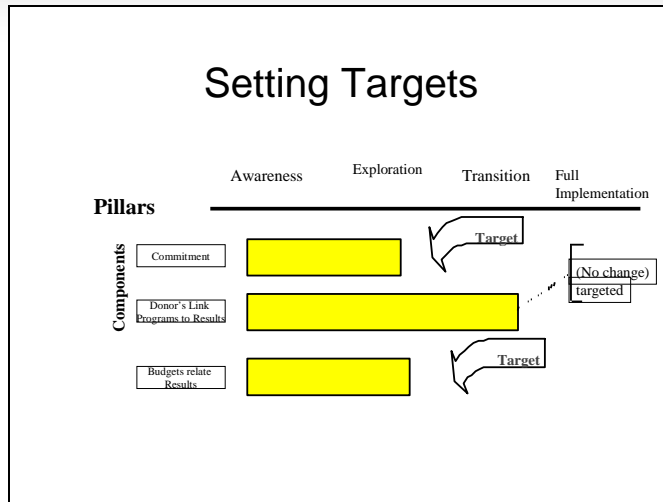 Setting Targets
Awareness
Exploration
Transition
Full
Implementation
Pillars
Components
Commitment
Target
(No change)
targeted
Donor's Link
Programs to Results
Budgets relate
Results
Target